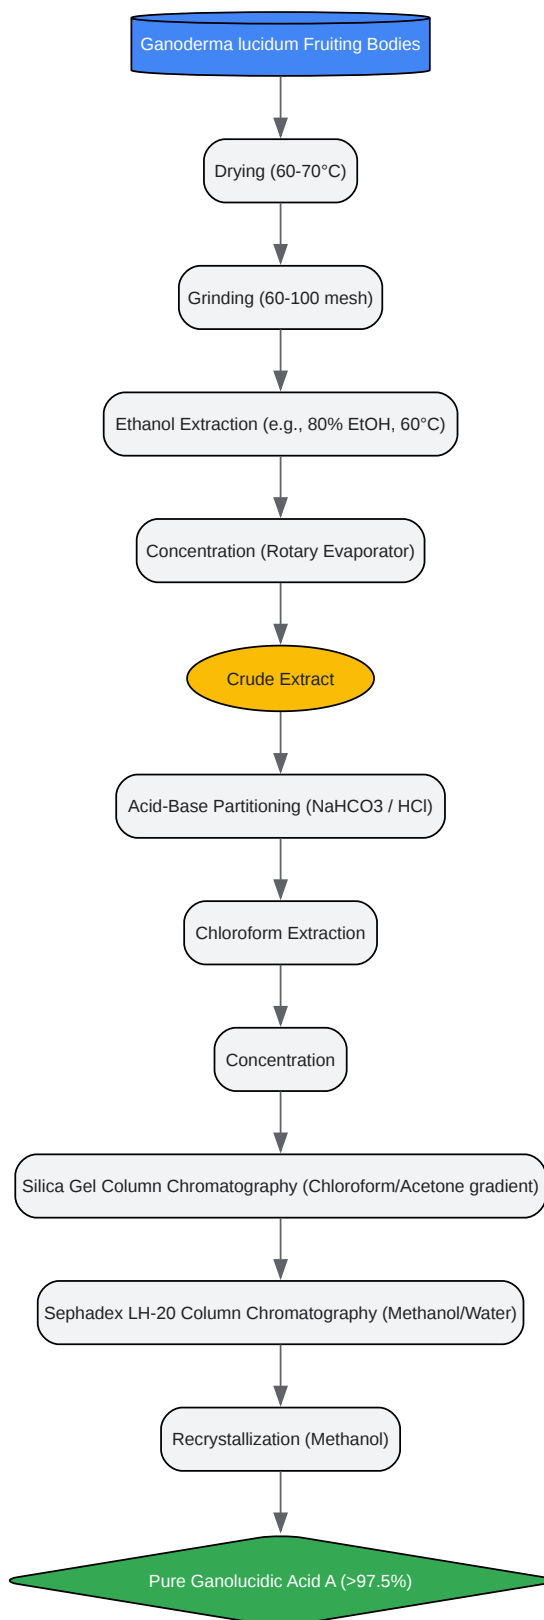 Ganoderma lucidum Fruiting Bodies
Drying (60-70°C)
Grinding (60-100 mesh)
Ethanol Extraction (e.g., 80% EtOH, 60°C)
Concentration (Rotary Evaporator)
Crude Extract
Acid-Base Partitioning (NaHCO3 / HCl)
Chloroform Extraction
Concentration
Silica Gel Column Chromatography (Chloroform/Acetone gradient)
Sephadex LH-20 Column Chromatography (Methanol/Water)
Recrystallization (Methanol)
Pure Ganolucidic Acid A (>97.5%)